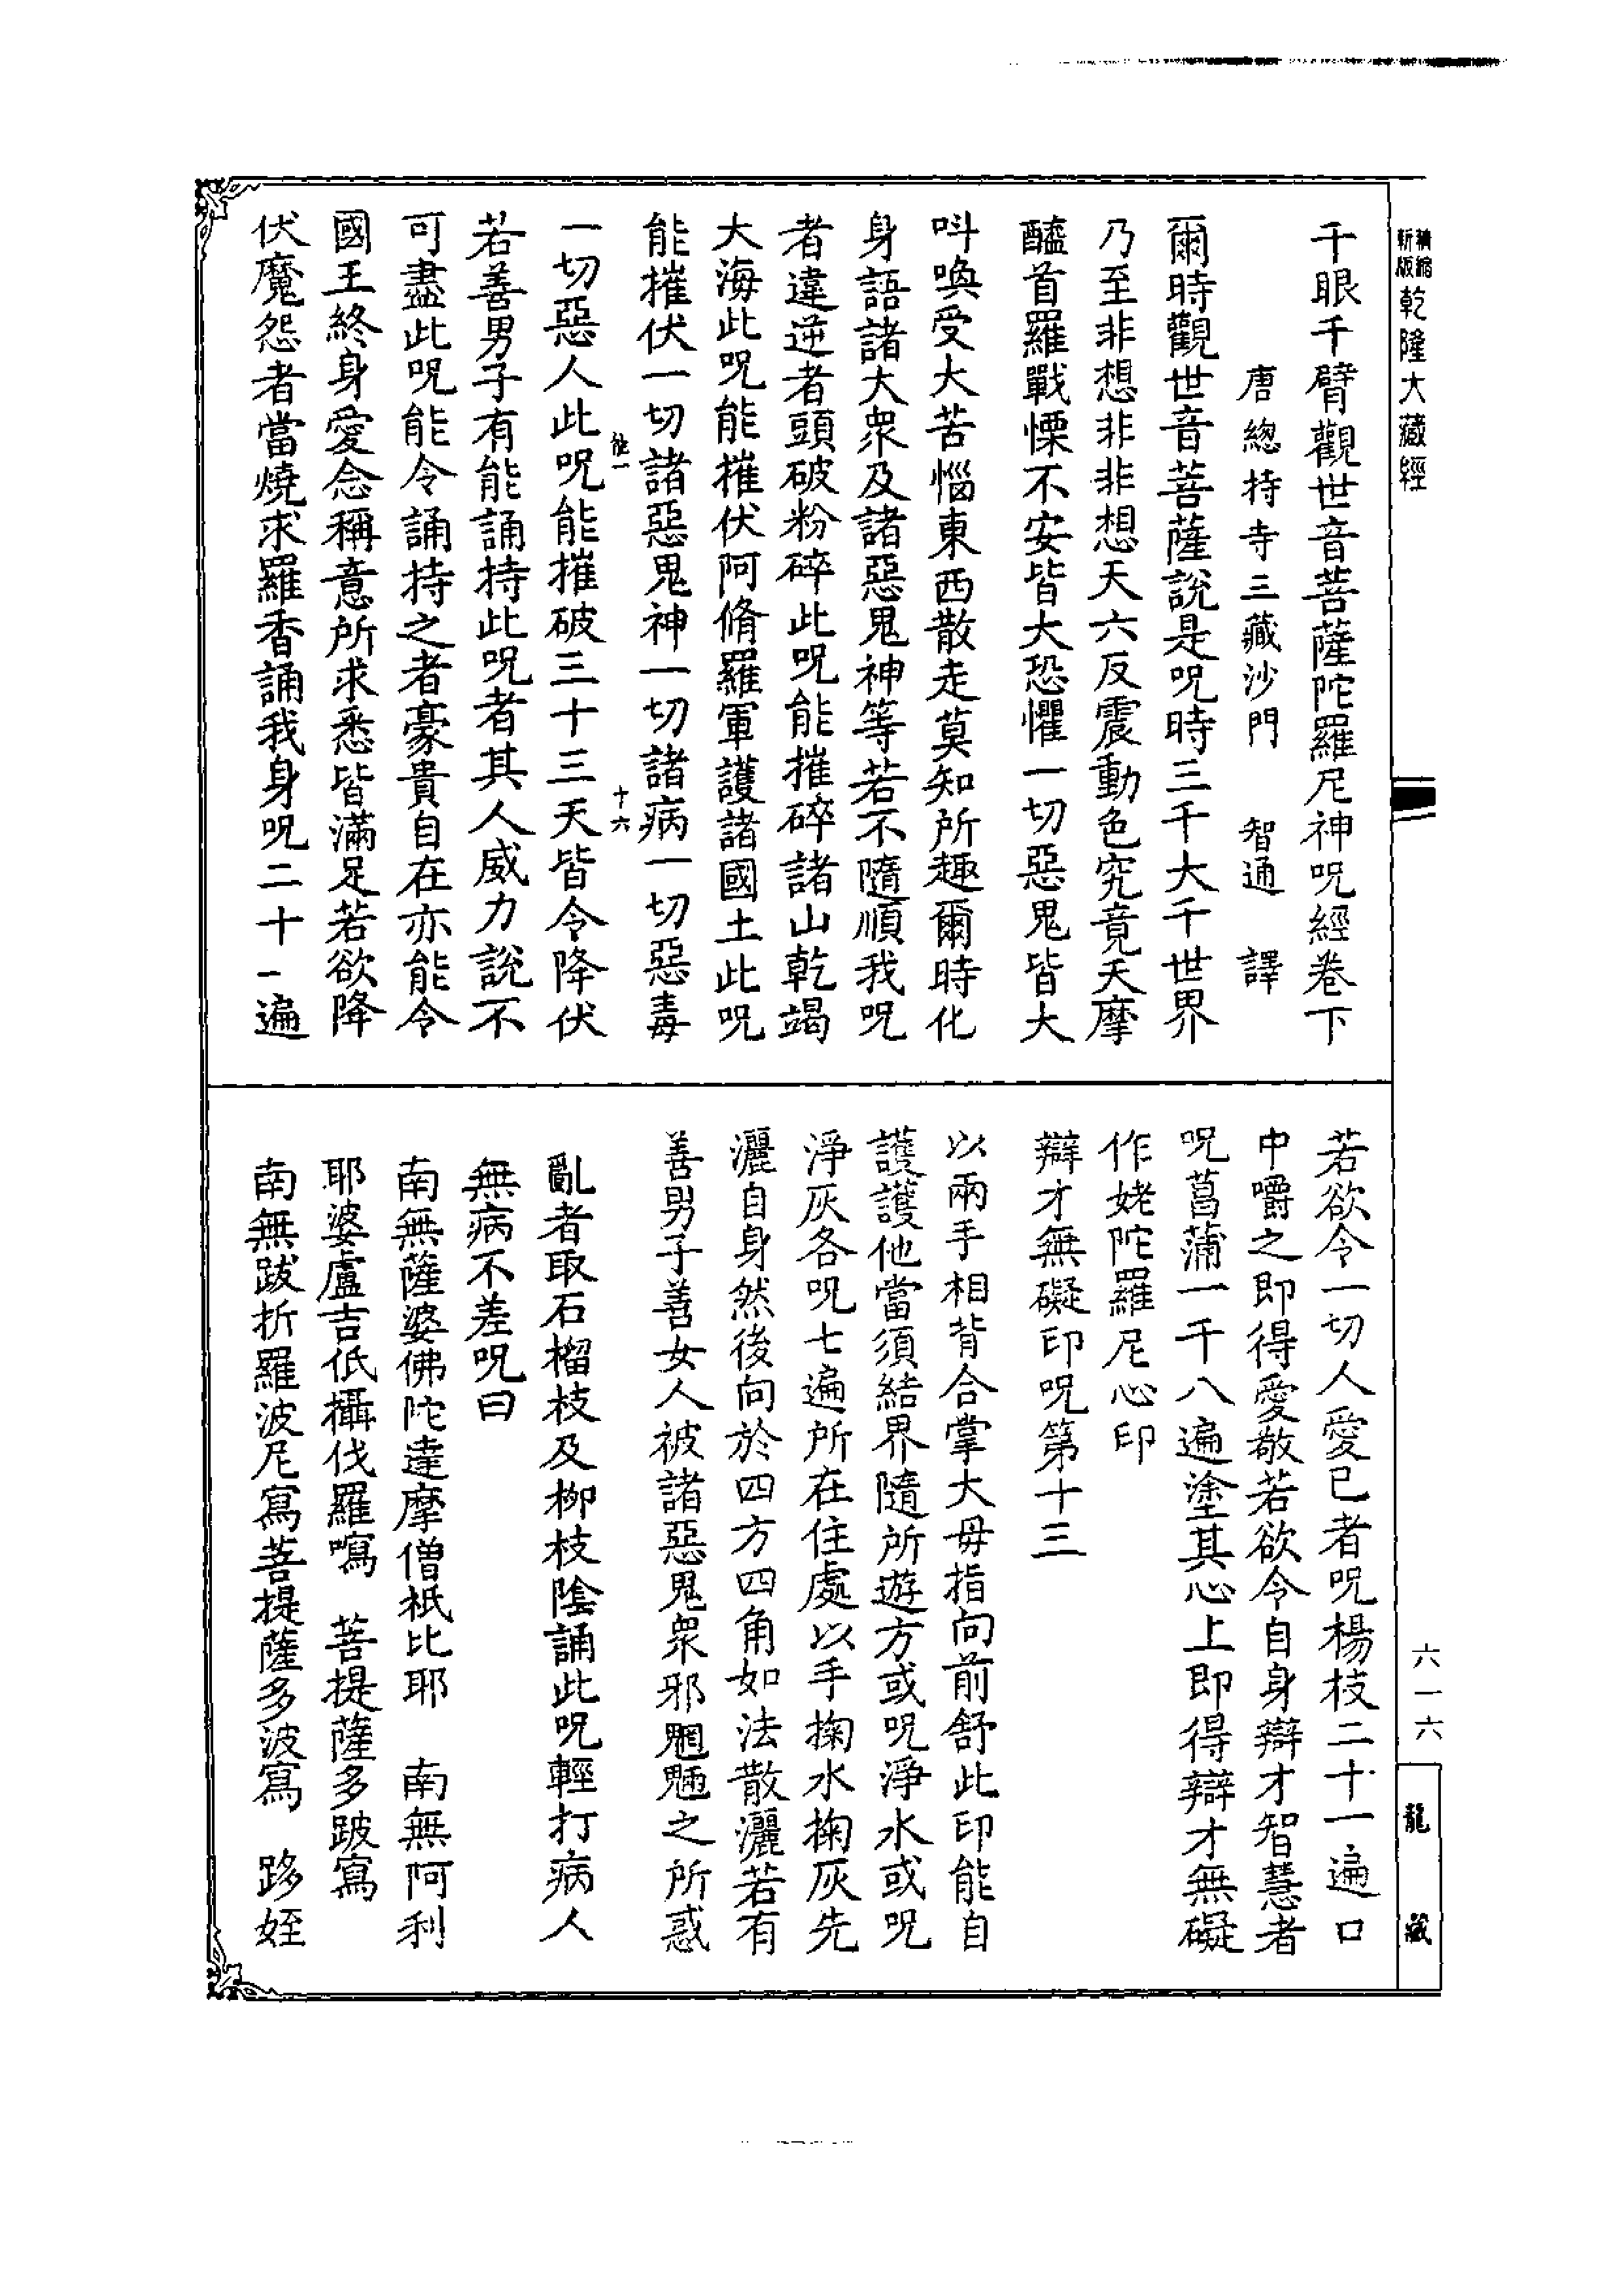 精縮新版乾隆大藏經
千眼千臂觀世音菩薩陀羅尼神呪經卷下
唐總持寺三藏沙門　智通　譯
爾時觀世音菩薩說是呪時三千大千世界
乃至非想非非想天六反震動色究竟天摩
醯首羅戰慄不安皆大恐懼一切惡鬼皆大
叫喚受大苦惱東西散走莫知所趣爾時化
身語諸大衆及諸惡鬼神等若不隨順我呪
者違逆者頭破粉碎此呪能摧碎諸山乾竭
大海此呪能摧伏阿脩羅軍護諸國土此呪
能摧伏一切諸惡鬼神一切諸病一切惡毒
十六
一切惡人此呪能摧破三十三天皆令降伏
若善男子有能誦持此呪者其人威力說不
可盡此呪能令誦持之者豪貴自在亦能令
國王終身愛念稱意所求悉皆滿足若欲降
伏魔怨者當燒求羅香誦我身呪二十一遍
若欲令一切人愛已者呪楊枝二十一遍口
中嚼之即得愛敬若欲令自身辯才智慧者
呪菖蒲一千八遍塗其心上即得辯才無礙
作姥陀羅尼心印
辯才無礙印呪第十三
以兩手相背合掌大母指向前舒此印能自
護護他當須結界隨所遊方或呪淨水或呪
淨灰各呪七遍所在住處以手掬水掬灰先
灑自身然後向於四方四角如法散灑若有
善男子善女人被諸惡鬼衆邪魍魎之所惑
亂者取石榴枝及柳枝陰誦此呪輕打病人
無病不差呪曰
南無薩婆佛陀達摩僧祇比耶　南無阿利
耶婆盧吉低攝伐羅寫　菩提薩多跛寫
南無跋折羅波尼寫菩提薩多波寫　跢姪
六一六
龍藏